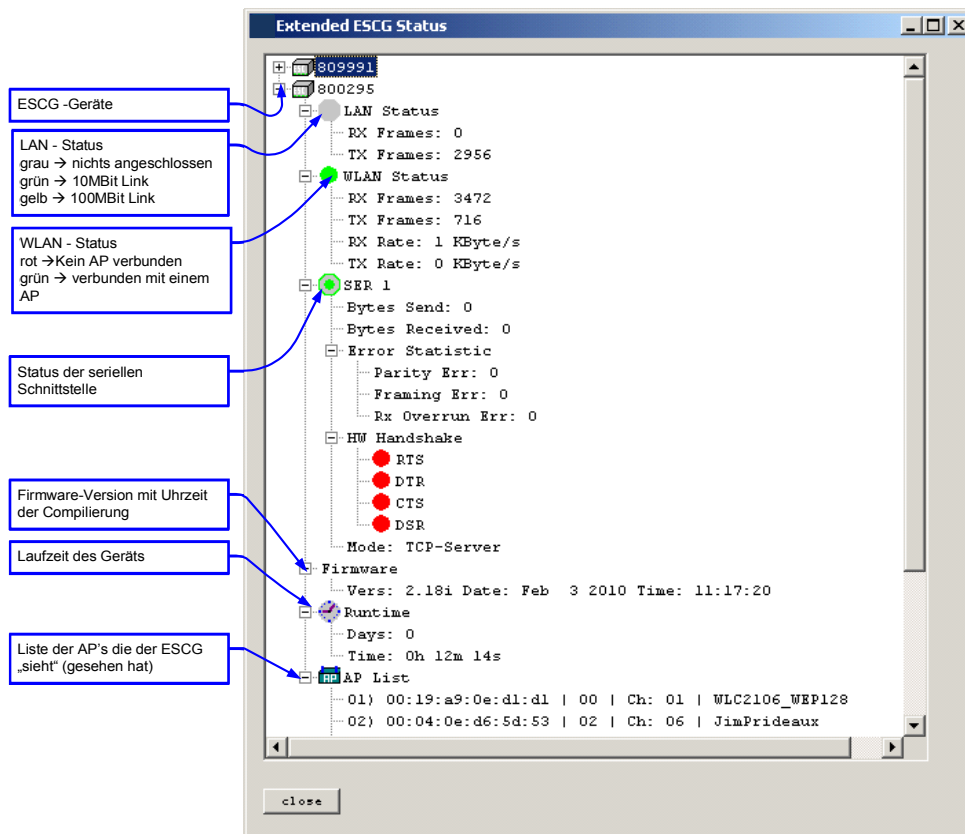 Extended ESCG Status
809991
800295
LAN Status
RX Frames: 0
TX Frames: 2956
WLAN Status
RX Frames: 3472
TX Frames: 716
RX Rate: 1 KByte/s
TX Rate: 0 KByte/s
SER 1
Bytes Send: 0
Bytes Received: 0
Error Statistic
Parity Err: 0
Framing Err: 0
Rx Overrun Err: 0
HW Handshake
RTS
DTR
CTS
DSR
Mode: TCP-Server
Firmware
Vers: 2.18i Date: Feb  3 2010 Time: 11:17:20
Runtime
Days: 0
Time: 0h 12m 14s
AP
AP List
01) 00:19:a9:0e:d1:d1 | 00 | Ch: 01 | WLC2106_WEP128
02) 00:04:0e:d6:5d:53 | 02 | Ch: 06 | JimPrideaux
close
ESCG -Geräte
LAN - Status
grau → nichts angeschlossen
grün → 10MBit Link
gelb → 100MBit Link
WLAN - Status
rot →Kein AP verbunden
grün → verbunden mit einem
AP
Status der seriellen
Schnittstelle
Firmware-Version mit Uhrzeit
der Compilierung
Laufzeit des Geräts
Liste der AP's die der ESCG
„sieht“ (gesehen hat)